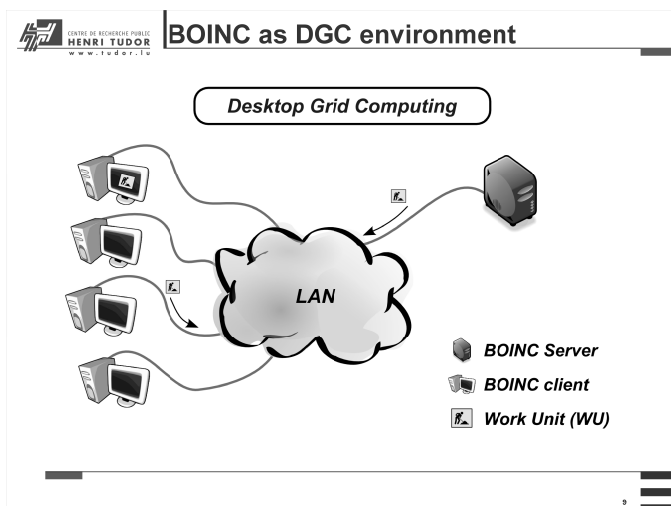 CENTRE DE RECHERCHE PUBLIC
HENRI TUDOR
www.tudor.lu
BOINC as DGC environment
Desktop Grid Computing
LAN
BOINC Server
BOINC client
Work Unit (WU)
9